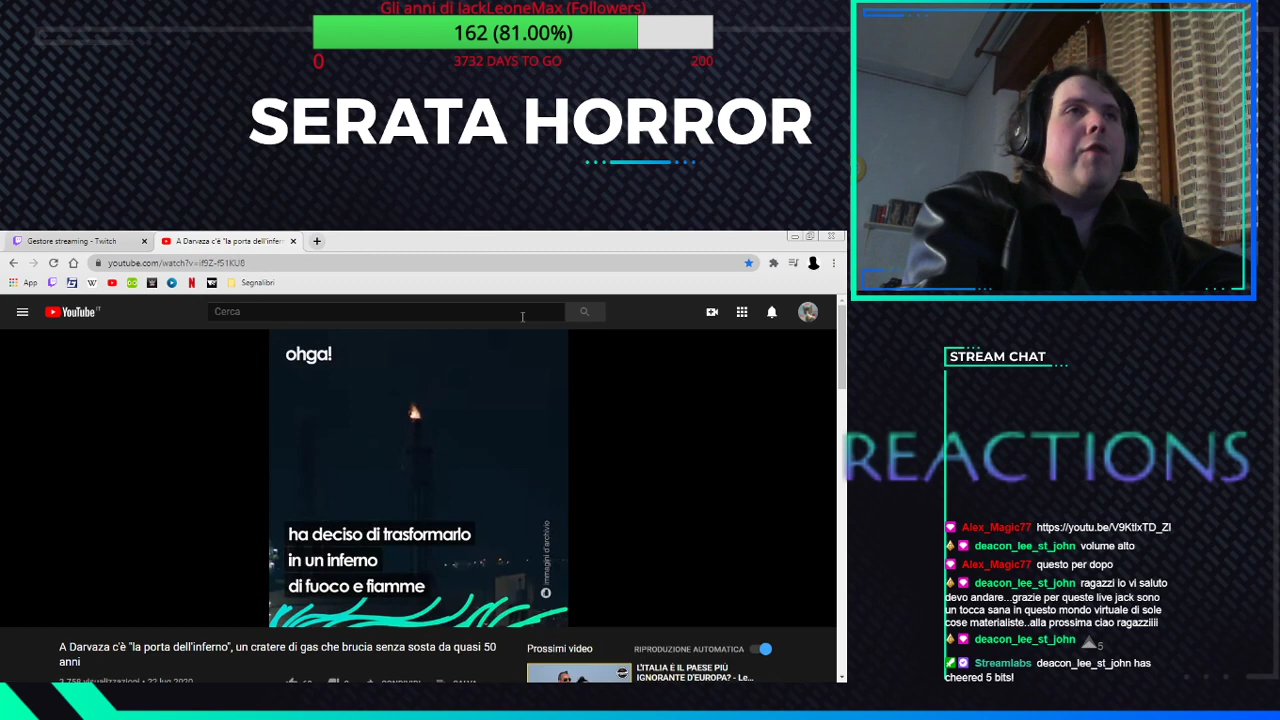 Gli anni di IackLeoneMax (Followers)
162 (81.00%)
0
3732 DAYS TO GO
200
SERATA HORROR
Gestore streaming - Twitch
A Darvaza c'è "la porta dell'infern
youtube.com/watch?v=if9Z-f51KU8
App
Segnalibri
YouTube IT
Cerca
ohga!
ha deciso di trasformarlo
in un inferno
di fuoco e fiamme
immagini d'archivio
A Darvaza c'è "la porta dell'inferno", un cratere di gas che brucia senza sosta da quasi 50
anni
Prossimi video
RIPRODUZIONE AUTOMATICA
L'ITALIA È IL PAESE PIÙ
IGNORANTE D'EUROPA? - Le...
STREAM CHAT
REACTIONS
Alex_Magic77 https://youtu.be/V9KtlxTD_ZI
deacon_lee_st_john volume alto
Alex_Magic77 questo per dopo
deacon_lee_st_john ragazzi lo vi saluto
devo andare...grazie per queste live jack sono
un tocca sana in questo mondo virtuale di sole
cose materialiste..alla prossima ciao ragazziiii
deacon_lee_st_john 5
Streamlabs deacon_lee_st_john has
cheered 5 bits!